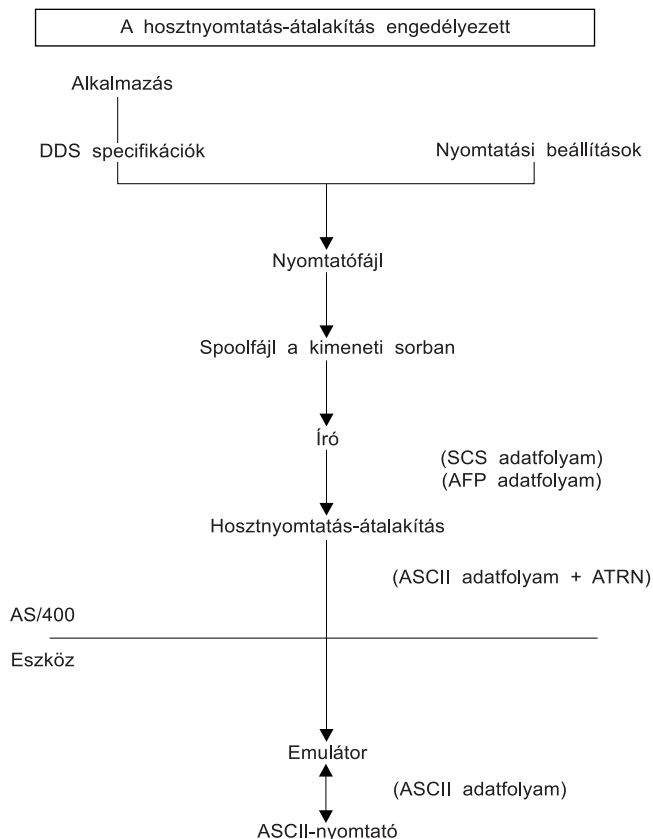 A hosztnyomtatás-átalakítás engedélyezett
Alkalmazás
DDS specifikációk
Nyomtatási beállítások
Nyomtatófájl
Spoolfájl a kimeneti sorban
Író
(SCS adatfolyam)
(AFP adatfolyam)
Hosztnyomtatás-átalakítás
(ASCII adatfolyam + ATRN)
AS/400
Eszköz
Emulátor
(ASCII adatfolyam)
ASCII-nyomtató